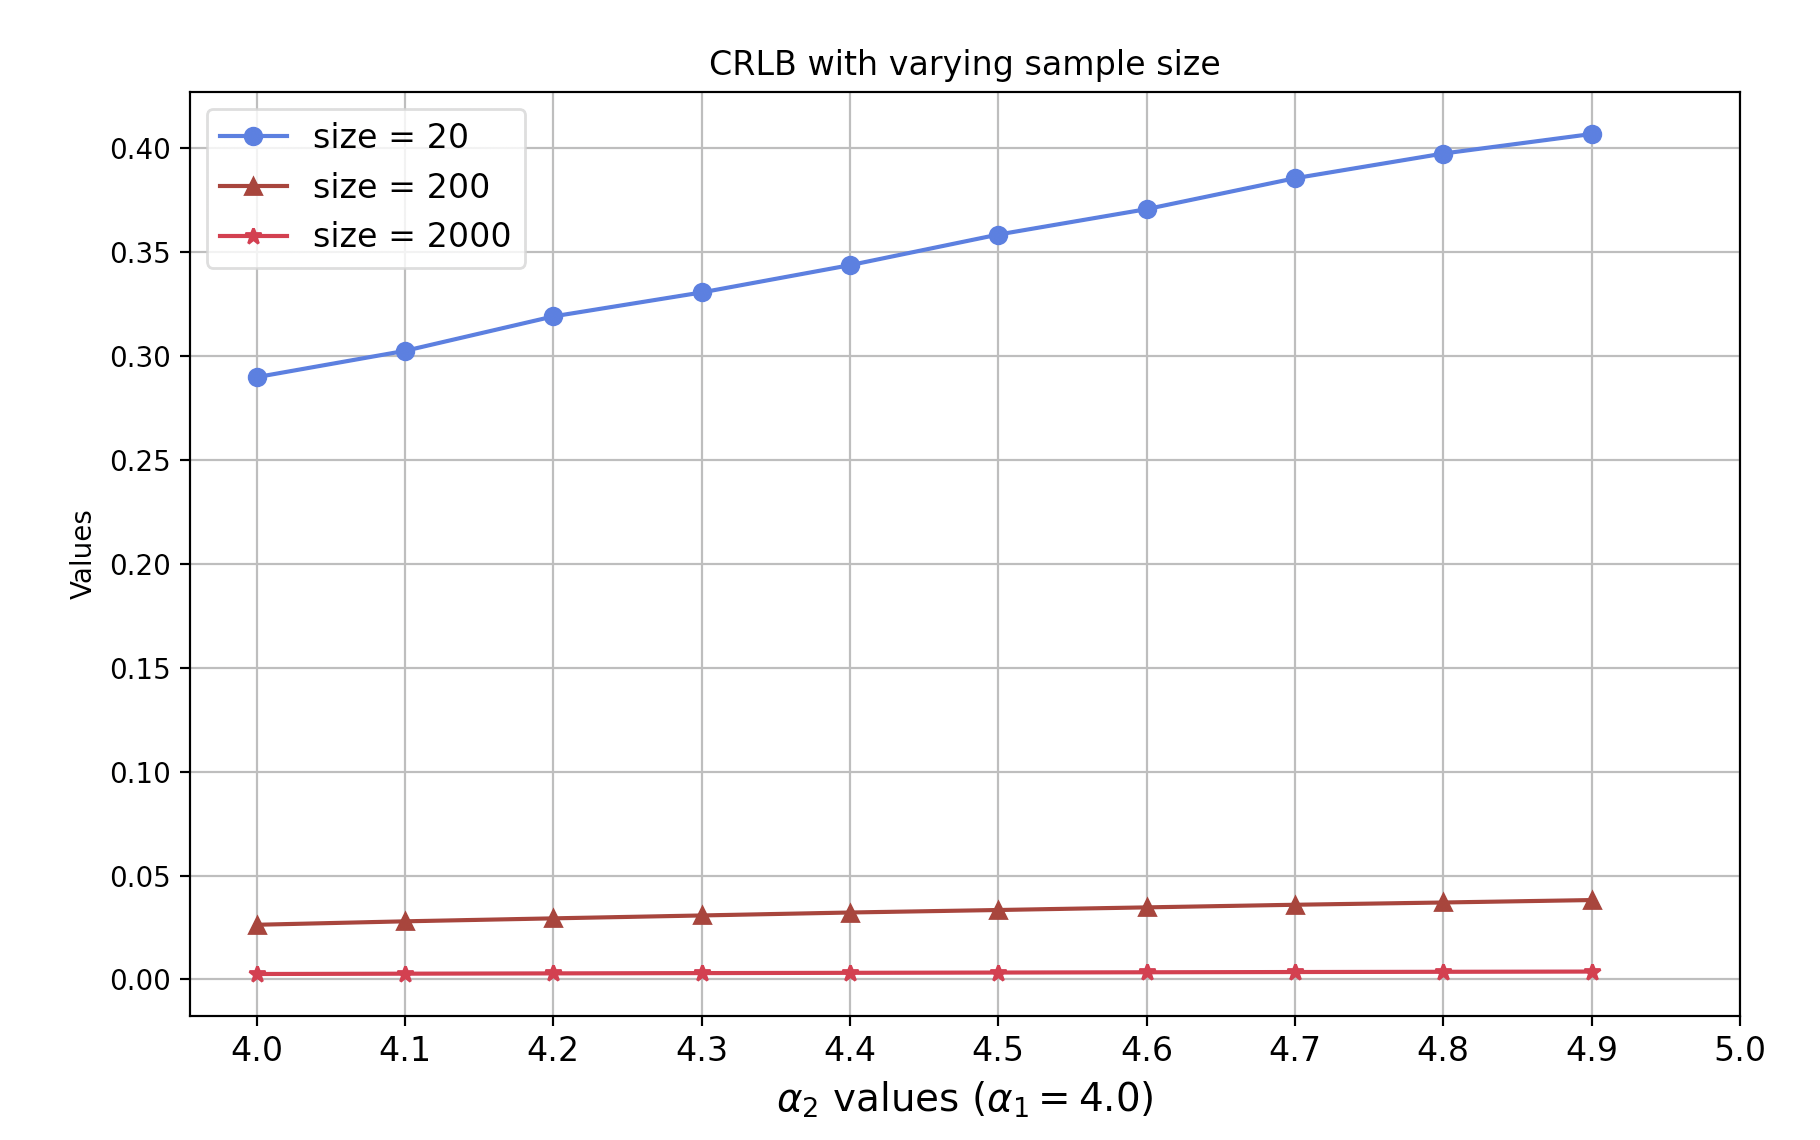 CRLB with varying sample size
size = 20
size = 200
size = 2000
0.40
0.35
0.30
0.25
0.20
0.15
0.10
0.05
0.00
Values
4.0 4.1 4.2 4.3 4.4 4.5 4.6 4.7 4.8 4.9 5.0
α₂ values (α₁ = 4.0)